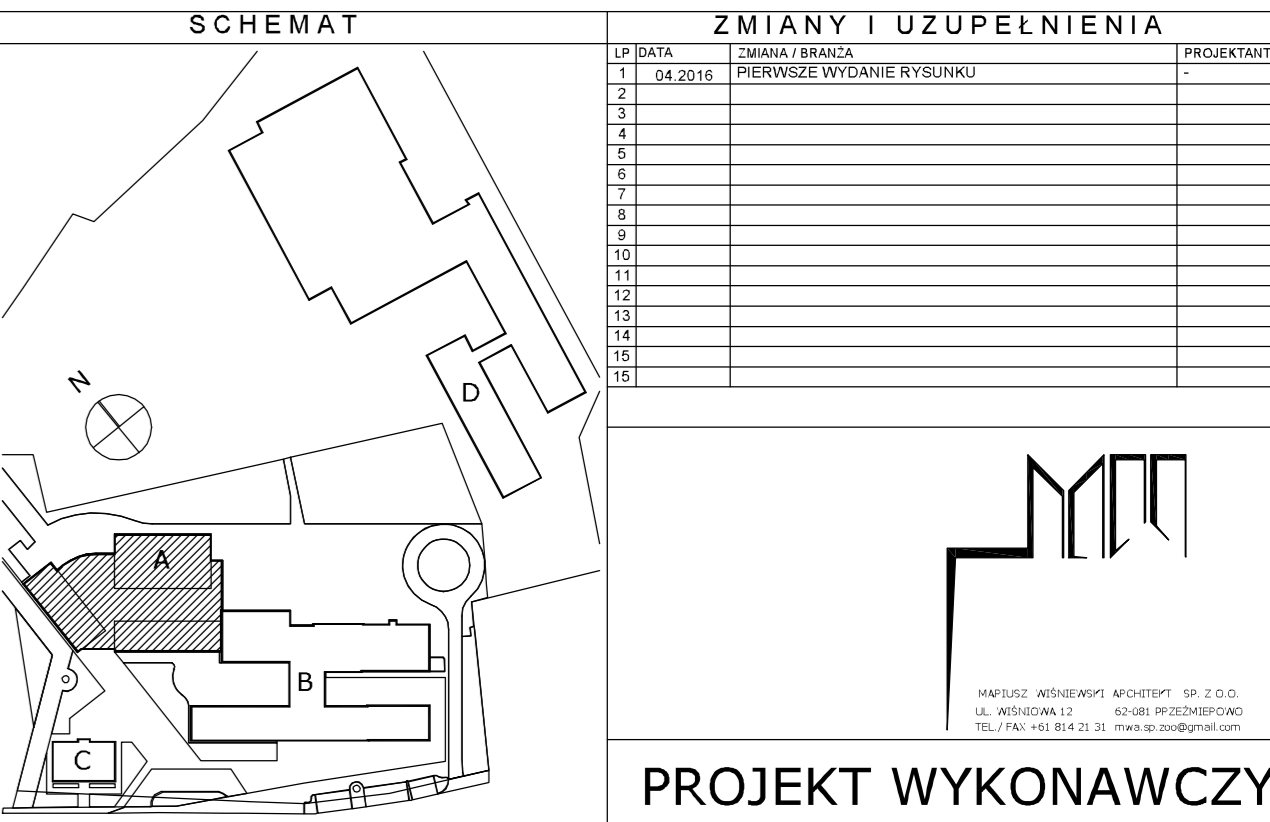 SCHEMAT
N
D
A
B
C
ZMIANY I UZUPEŁNIENIA
LP DATA ZMIANA / BRANŻA PROJEKTANT
1 04.2016 PIERWSZE WYDANIE RYSUNKU -
2
3
4
5
6
7
8
9
10
11
12
13
14
15
15
MARIUSZ WIŚNIEWSKI ARCHITEKT SP. Z O.O.
UL. WIŚNIOWA 12 62-081 PRZEŹMIEROWO
TEL./ FAX +61 814 21 31 mwa.sp.zoo@gmail.com
PROJEKT WYKONAWCZY